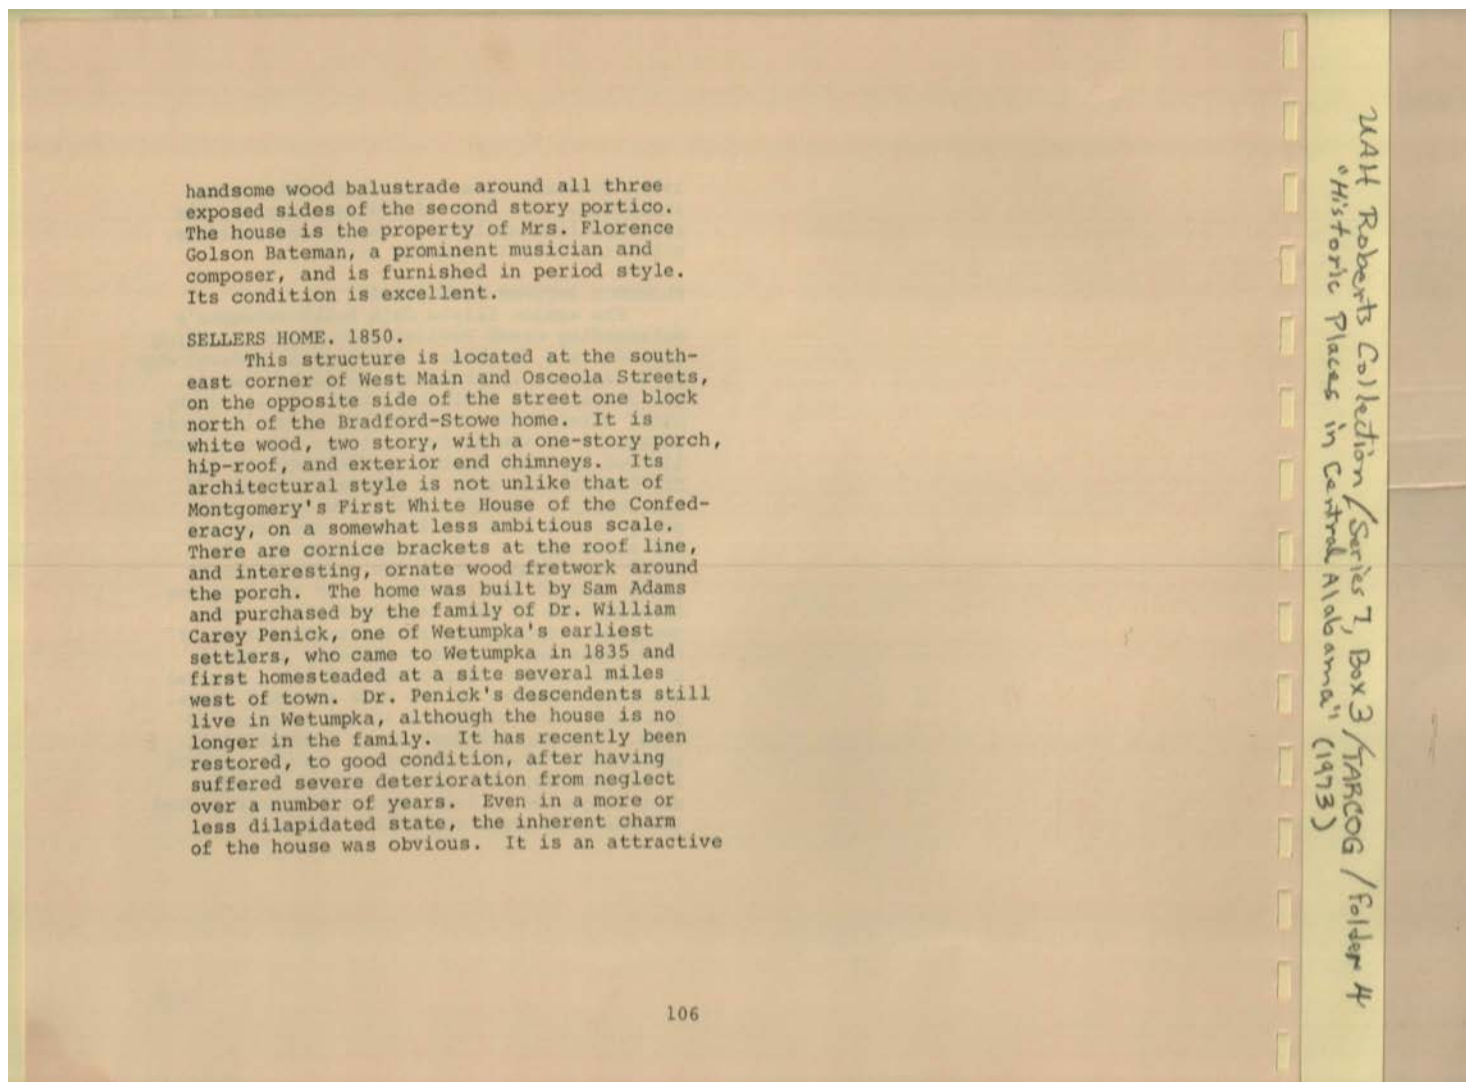 handsome wood balustrade around all three
exposed sides of the second story portico.
The house is the property of Mrs. Florence
Golson Bateman, a prominent musician and
composer, and is furnished in period style.
Its condition is excellent.
SELLERS HOME. 1850.
This structure is located at the south-
east corner of West Main and Osceola Streets,
on the opposite side of the street one block
north of the Bradford-Stowe home. It is
white wood, two story, with a one-story porch,
hip-roof, and exterior end chimneys. Its
architectural style is not unlike that of
Montgomery's First White House of the Confed-
eracy, on a somewhat less ambitious scale.
There are cornice brackets at the roof line,
and interesting, ornate wood fretwork around
the porch. The home was built by Sam Adams
and purchased by the family of Dr. William
Carey Penick, one of Wetumpka's earliest
settlers, who came to Wetumpka in 1835 and
first homesteaded at a site several miles
west of town. Dr. Penick's descendents still
live in Wetumpka, although the house is no
longer in the family. It has recently been
restored, to good condition, after having
suffered severe deterioration from neglect
over a number of years. Even in a more or
less dilapidated state, the inherent charm
of the house was obvious. It is an attractive
106
UAH Roberts Collection/Series 7, Box 3/TARCOG/Folder 4
"Historic Places in Central Alabama" (1973)